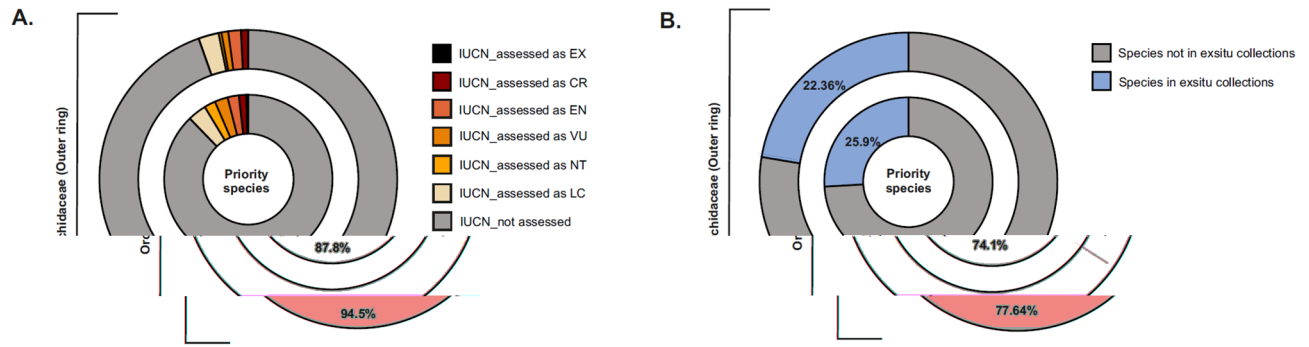 A.
IUCN_assessed as EX
IUCN_assessed as CR
IUCN_assessed as EN
IUCN_assessed as VU
IUCN_assessed as NT
IUCN_assessed as LC
IUCN_not assessed
Priority
species
87.8%
94.5%
chidaceae (Outer ring)
Orc
B.
Species not in exsitu collections
Species in exsitu collections
22.36%
25.9%
Priority
species
74.1%
77.64%
chidaceae (Outer ring)
Or